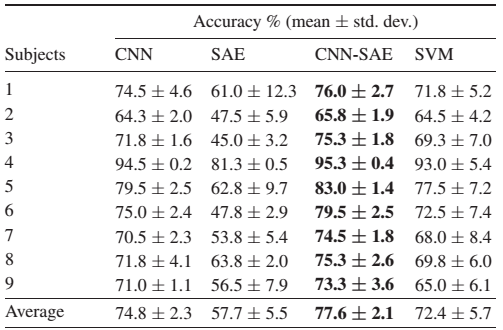 Accuracy % (mean ± std. dev.)
Subjects CNN SAE CNN-SAE SVM
1 74.5 ± 4.6 61.0 ± 12.3 76.0 ± 2.7 71.8 ± 5.2
2 64.3 ± 2.0 47.5 ± 5.9 65.8 ± 1.9 64.5 ± 4.2
3 71.8 ± 1.6 45.0 ± 3.2 75.3 ± 1.8 69.3 ± 7.0
4 94.5 ± 0.2 81.3 ± 0.5 95.3 ± 0.4 93.0 ± 5.4
5 79.5 ± 2.5 62.8 ± 9.7 83.0 ± 1.4 77.5 ± 7.2
6 75.0 ± 2.4 47.8 ± 2.9 79.5 ± 2.5 72.5 ± 7.4
7 70.5 ± 2.3 53.8 ± 5.4 74.5 ± 1.8 68.0 ± 8.4
8 71.8 ± 4.1 63.8 ± 2.0 75.3 ± 2.6 69.8 ± 6.0
9 71.0 ± 1.1 56.5 ± 7.9 73.3 ± 3.6 65.0 ± 6.1
Average 74.8 ± 2.3 57.7 ± 5.5 77.6 ± 2.1 72.4 ± 5.7